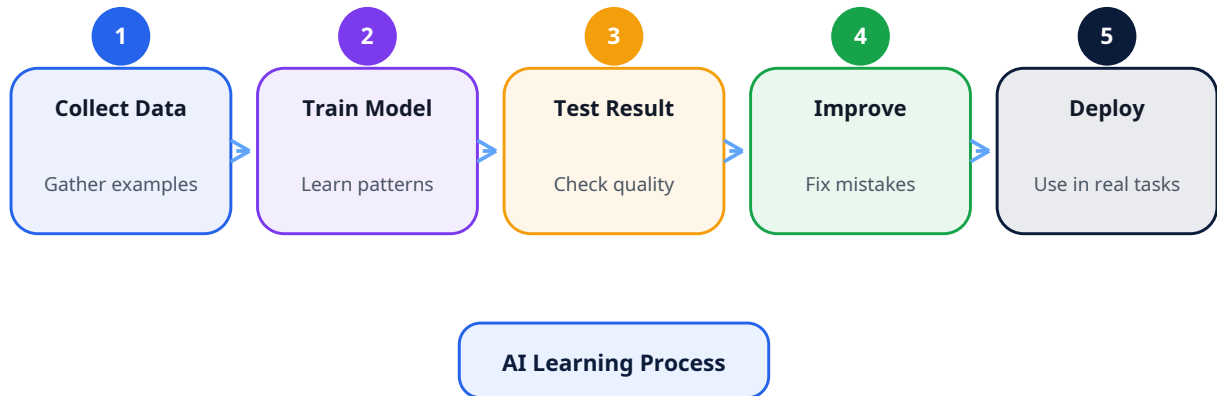 1
2
3
4
5
Collect Data
Train Model
Test Result
Improve
Deploy
Gather examples
Learn patterns
Check quality
Fix mistakes
Use in real tasks
AI Learning Process